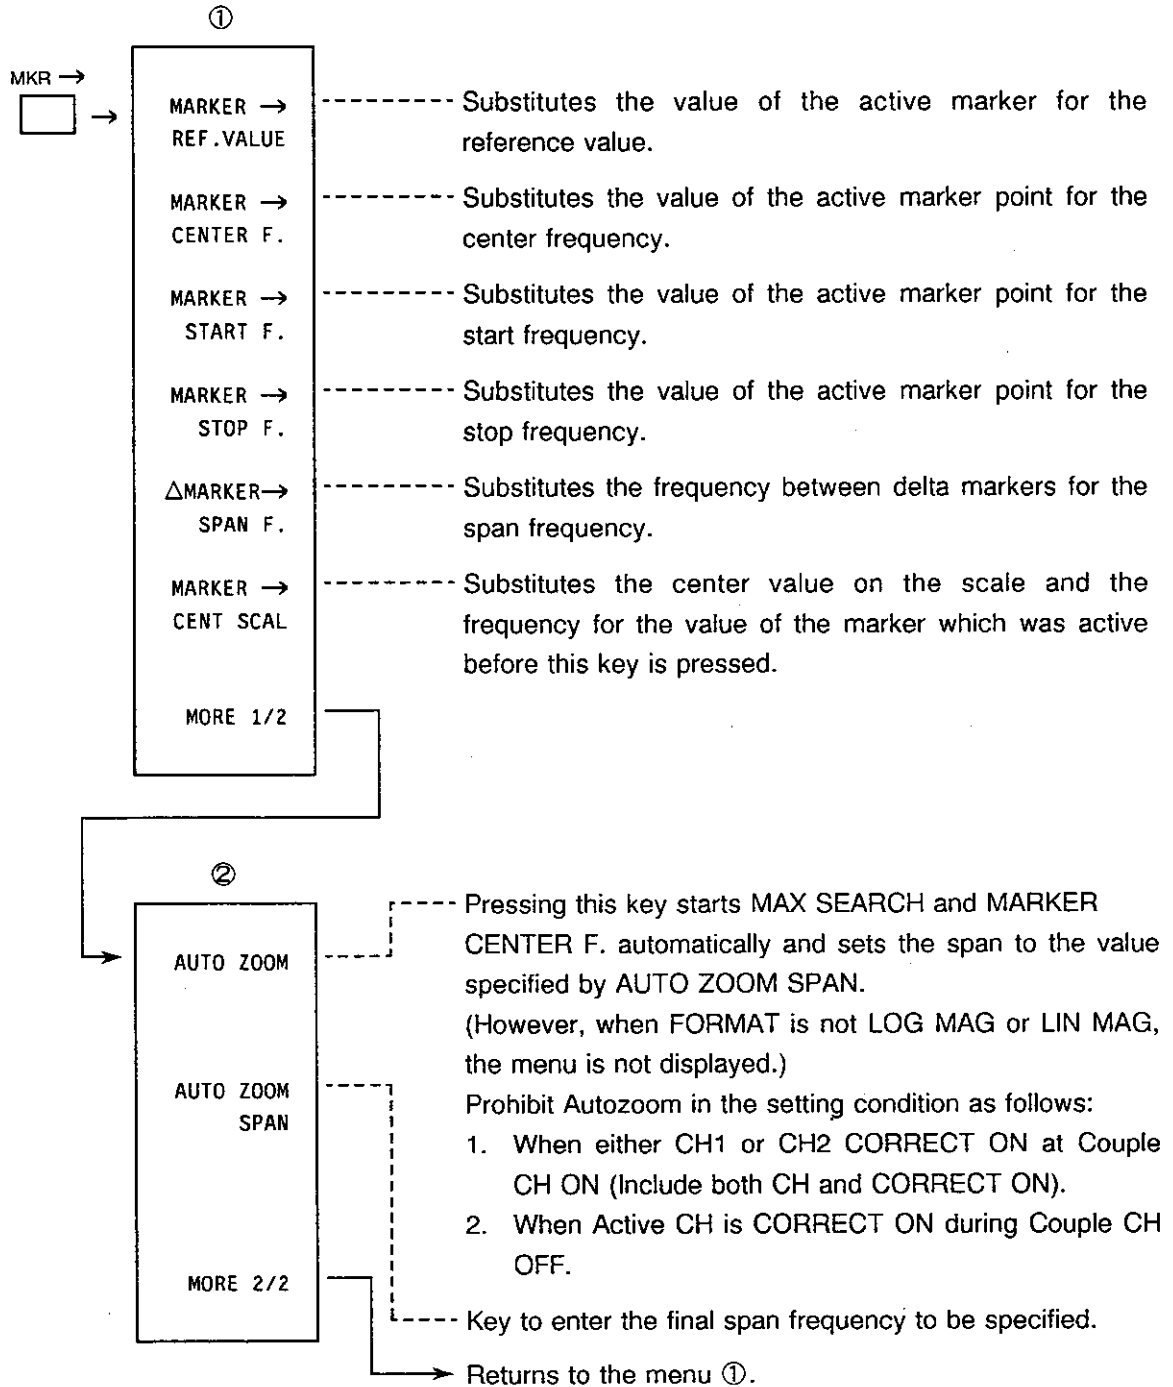 ①
MKR →
MARKER →
REF.VALUE
Substitutes the value of the active marker for the
reference value.
MARKER →
CENTER F.
Substitutes the value of the active marker point for the
center frequency.
MARKER →
START F.
Substitutes the value of the active marker point for the
start frequency.
MARKER →
STOP F.
Substitutes the value of the active marker point for the
stop frequency.
△MARKER→
SPAN F.
Substitutes the frequency between delta markers for the
span frequency.
MARKER →
CENT SCAL
Substitutes the center value on the scale and the
frequency for the value of the marker which was active
before this key is pressed.
MORE 1/2
②
AUTO ZOOM
Pressing this key starts MAX SEARCH and MARKER
CENTER F. automatically and sets the span to the value
specified by AUTO ZOOM SPAN.
(However, when FORMAT is not LOG MAG or LIN MAG,
the menu is not displayed.)
Prohibit Autozoom in the setting condition as follows:
1. When either CH1 or CH2 CORRECT ON at Couple
CH ON (Include both CH and CORRECT ON).
2. When Active CH is CORRECT ON during Couple CH
OFF.
AUTO ZOOM
SPAN
Key to enter the final span frequency to be specified.
MORE 2/2
Returns to the menu ①.